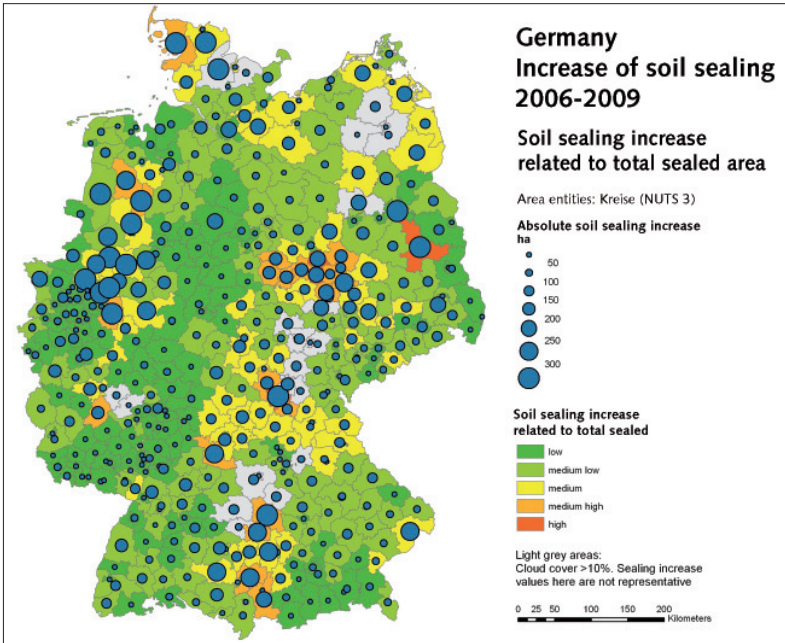 Germany
Increase of soil sealing
2006-2009
Soil sealing increase
related to total sealed area
Area entities: Kreise (NUTS 3)
Absolute soil sealing increase
ha
50
100
150
200
250
300
Soil sealing increase
related to total sealed
low
medium low
medium
medium high
high
Light grey areas:
Cloud cover >10%. Sealing increase
values here are not representative
0 25 50 100 150 200
Kilometers